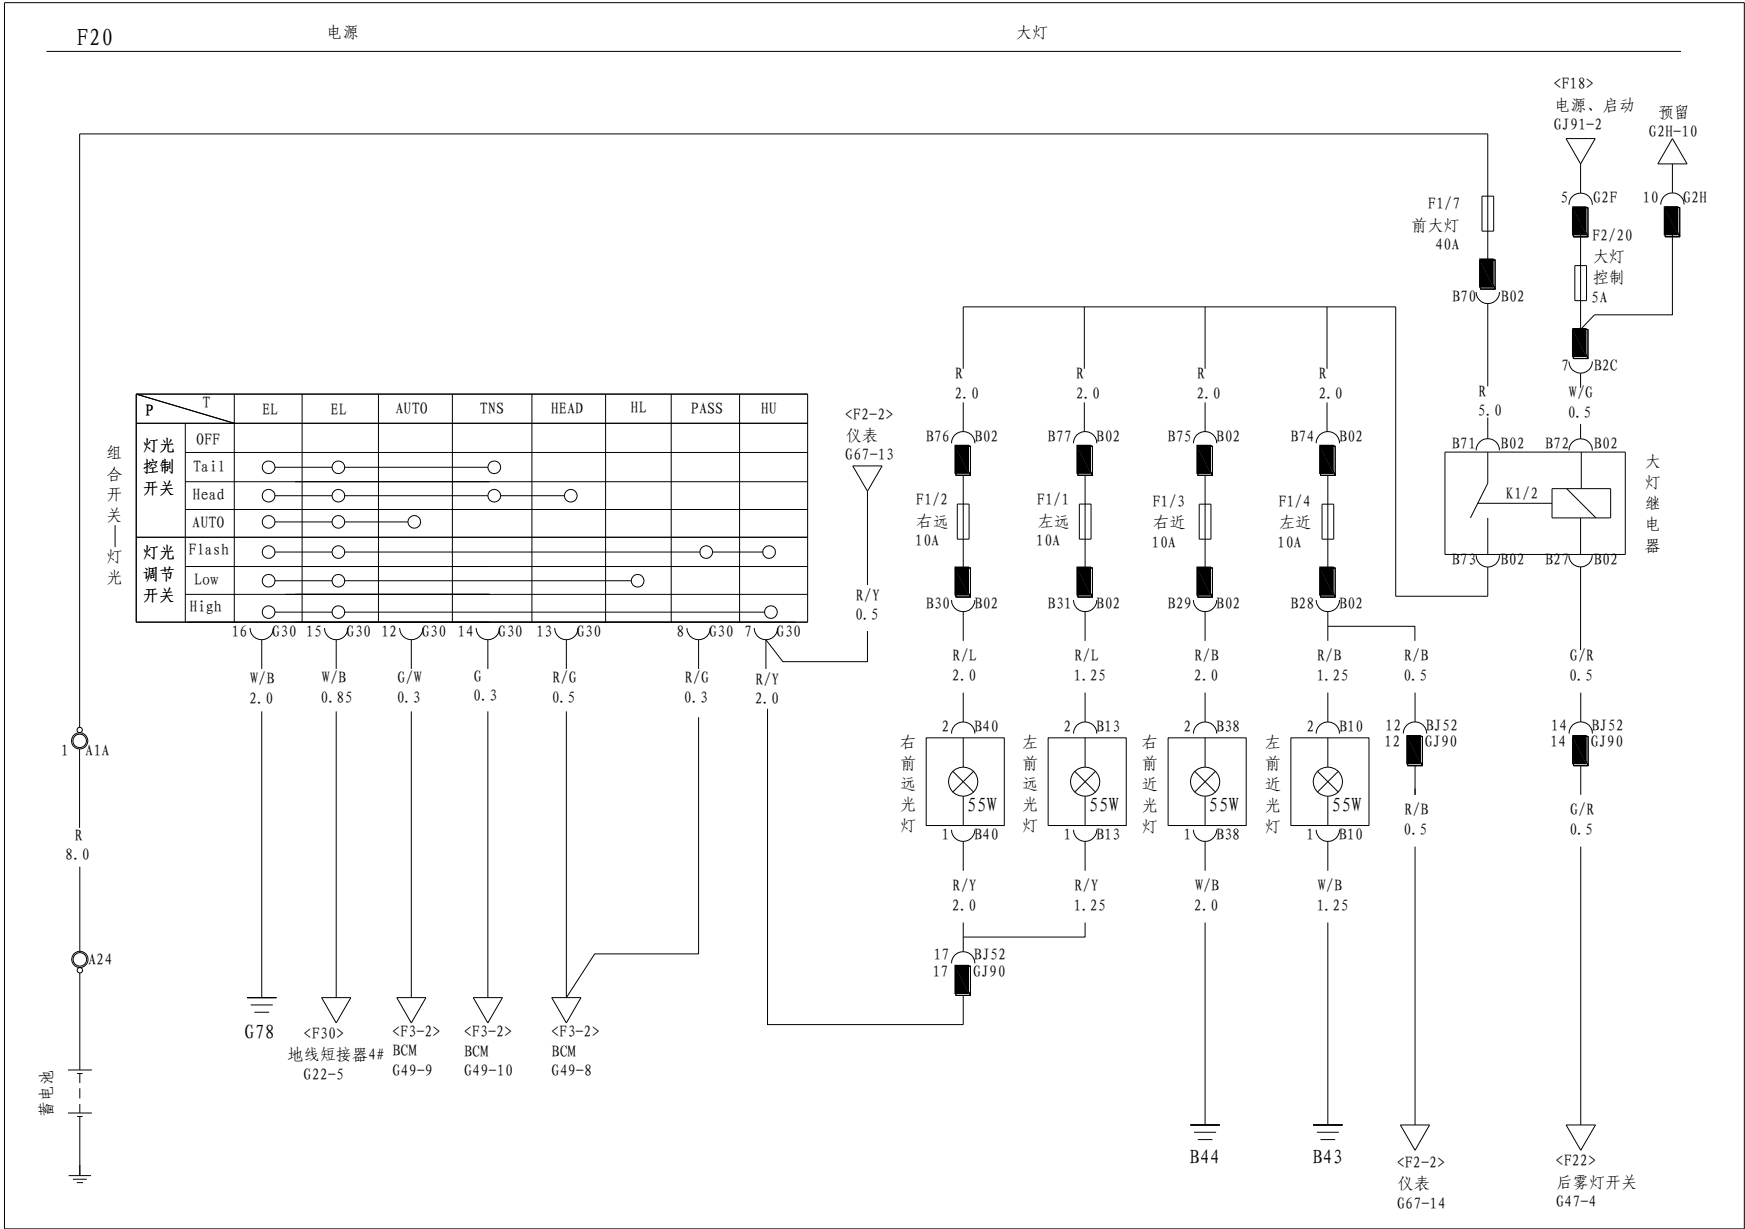 F20
电源
大灯
<F18>
电源、启动
GJ91-2
预留
G2H-10
5 G2F
10 G2H
F1/7
前大灯
40A
F2/20
大灯
控制
5A
B70 B02
7 B2C
R
5.0
W/G
0.5
B71 B02
B72 B02
K1/2
大灯继电器
B73 B02
B27 B02
组合开关—灯光
P T EL EL AUTO TNS HEAD HL PASS HU
灯光控制开关
OFF
Tail
Head
AUTO
灯光调节开关
Flash
Low
High
16 G30 15 G30 12 G30 14 G30 13 G30 8 G30 7 G30
W/B W/B G/W G R/G R/G R/Y
2.0 0.85 0.3 0.3 0.5 0.3 2.0
<F2-2>
仪表
G67-13
R/Y
0.5
R R R R
2.0 2.0 2.0 2.0
B76 B02 B77 B02 B75 B02 B74 B02
F1/2 F1/1 F1/3 F1/4
右远 左远 右近 左近
10A 10A 10A 10A
B30 B02 B31 B02 B29 B02 B28 B02
R/L R/L R/B R/B R/B G/R
2.0 1.25 2.0 1.25 0.5 0.5
2 B40 2 B13 2 B38 2 B10 12 BJ52 14 BJ52
12 GJ90 14 GJ90
右前远光灯
55W
左前远光灯
55W
右前近光灯
55W
左前近光灯
55W
1 B40 1 B13 1 B38 1 B10
R/B G/R
0.5 0.5
R/Y R/Y W/B W/B
2.0 1.25 2.0 1.25
17 BJ52
17 GJ90
1 A1A
R
8.0
A24
蓄电池
G78
<F30>
地线短接器4#
G22-5
<F3-2>
BCM
G49-9
<F3-2>
BCM
G49-10
<F3-2>
BCM
G49-8
B44
B43
<F2-2>
仪表
G67-14
<F22>
后雾灯开关
G47-4